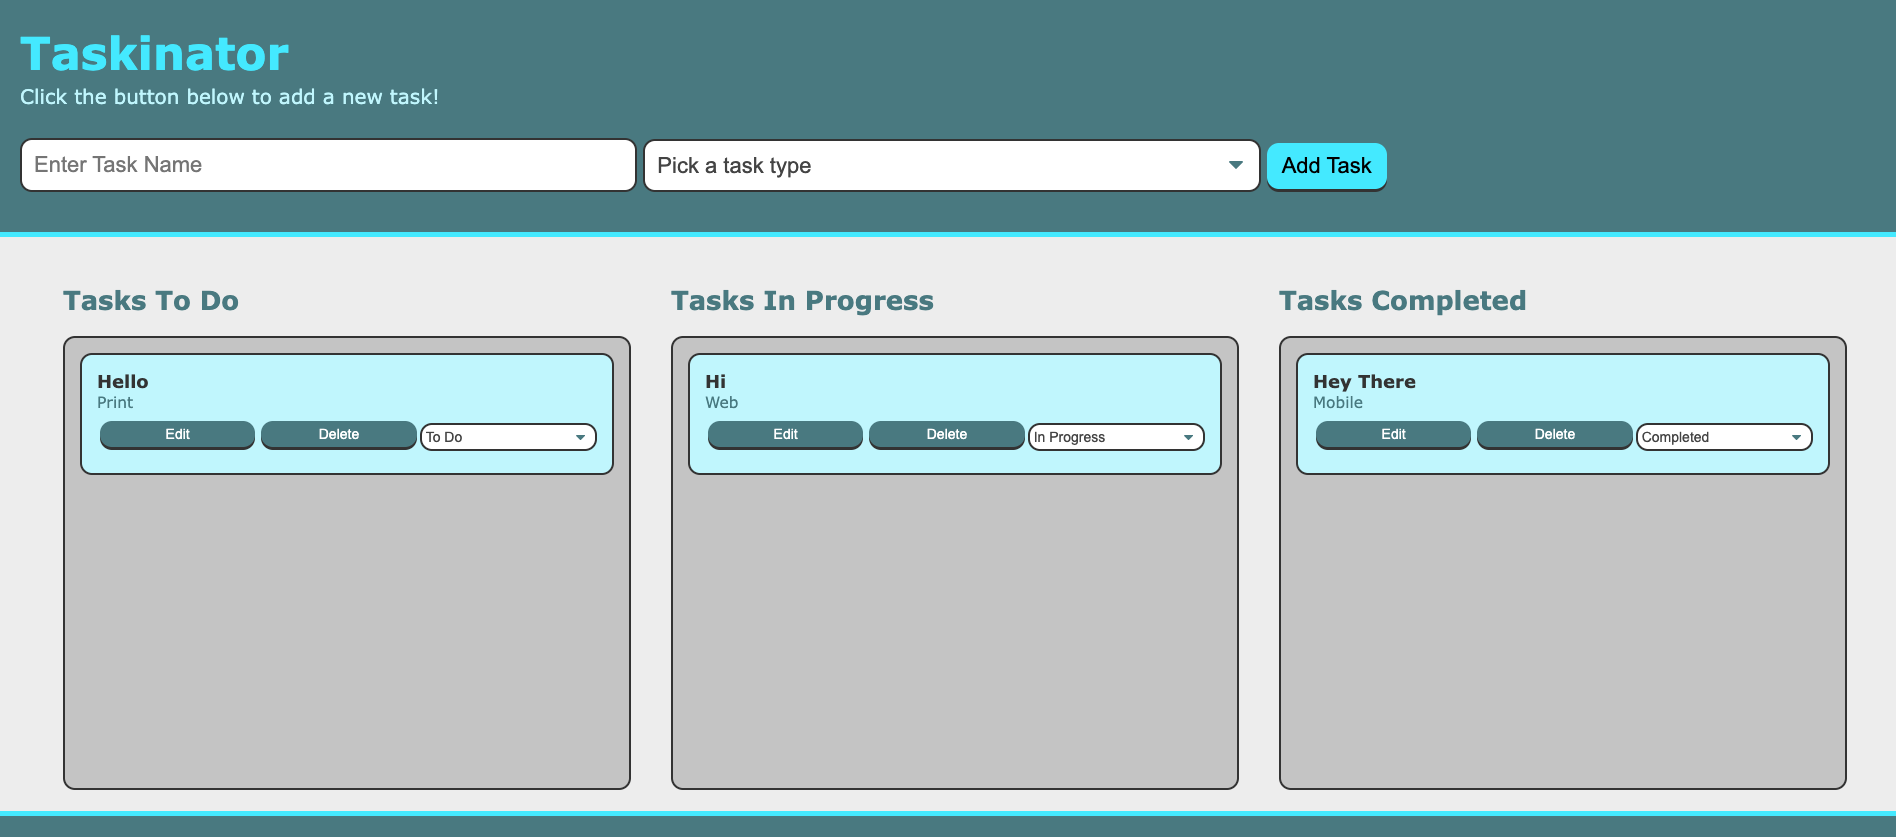 Taskinator
Click the button below to add a new task!
Enter Task Name
Pick a task type
Add Task
Tasks To Do
Hello
Print
Edit
Delete
To Do
Tasks In Progress
Hi
Web
Edit
Delete
In Progress
Tasks Completed
Hey There
Mobile
Edit
Delete
Completed